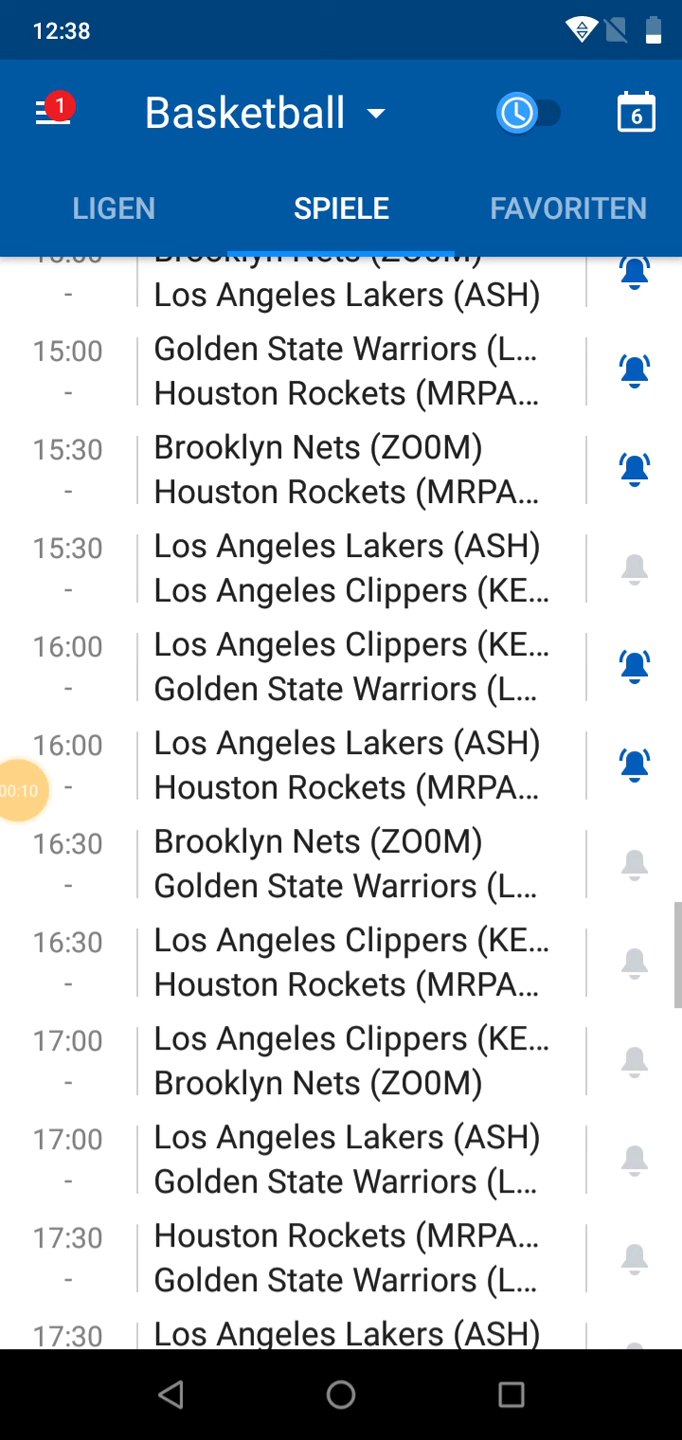 12:38
1
Basketball
6
LIGEN
SPIELE
FAVORITEN
Brooklyn Nets (ZO0M)
-
Los Angeles Lakers (ASH)
15:00
Golden State Warriors (L...
-
Houston Rockets (MRPA...
15:30
Brooklyn Nets (ZO0M)
-
Houston Rockets (MRPA...
15:30
Los Angeles Lakers (ASH)
-
Los Angeles Clippers (KE...
16:00
Los Angeles Clippers (KE...
-
Golden State Warriors (L...
16:00
Los Angeles Lakers (ASH)
00:10
-
Houston Rockets (MRPA...
16:30
Brooklyn Nets (ZO0M)
-
Golden State Warriors (L...
16:30
Los Angeles Clippers (KE...
-
Houston Rockets (MRPA...
17:00
Los Angeles Clippers (KE...
-
Brooklyn Nets (ZO0M)
17:00
Los Angeles Lakers (ASH)
-
Golden State Warriors (L...
17:30
Houston Rockets (MRPA...
-
Golden State Warriors (L...
17:30
Los Angeles Lakers (ASH)